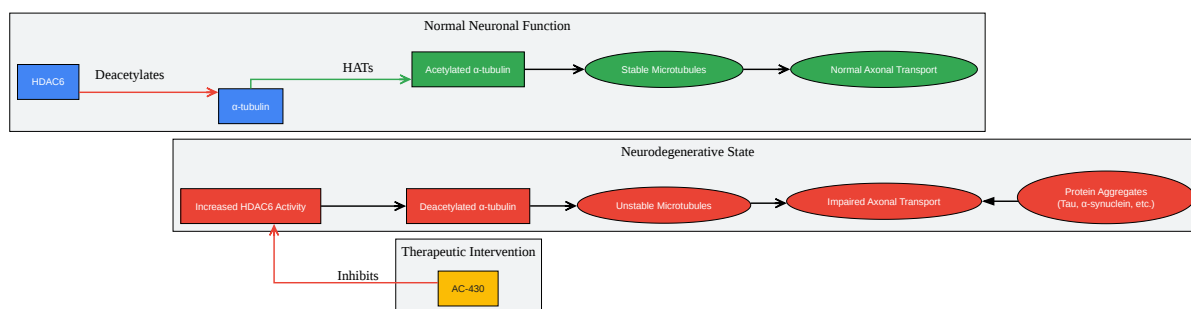 Normal Neuronal Function
HDAC6
Deacetylates
α-tubulin
HATs
Acetylated α-tubulin
Stable Microtubules
Normal Axonal Transport
Neurodegenerative State
Increased HDAC6 Activity
Deacetylated α-tubulin
Unstable Microtubules
Impaired Axonal Transport
Protein Aggregates
(Tau, α-synuclein, etc.)
Therapeutic Intervention
Inhibits
AC-430